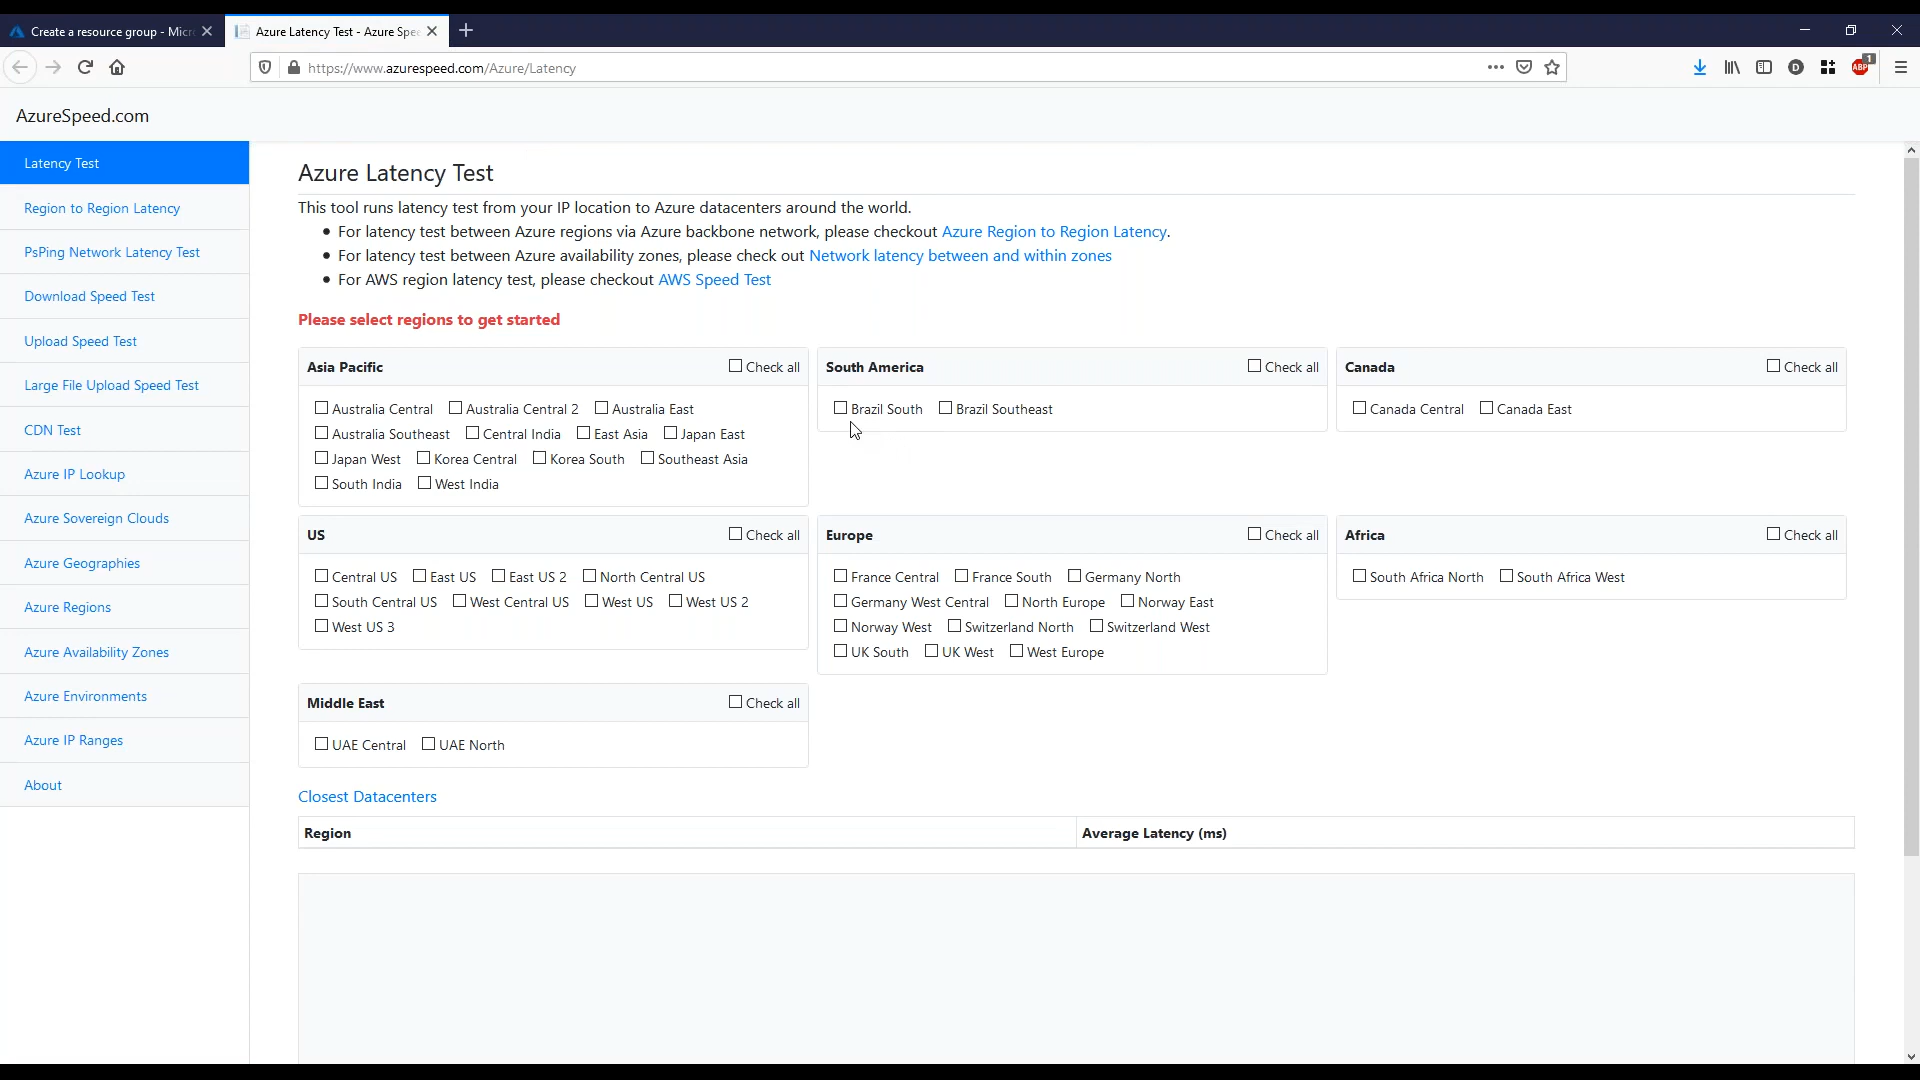 Create a resource group - Micr
Azure Latency Test - Azure Spe
https://www.azurespeed.com/Azure/Latency
D
ABP
1
AzureSpeed.com
Latency Test
Region to Region Latency
PsPing Network Latency Test
Download Speed Test
Upload Speed Test
Large File Upload Speed Test
CDN Test
Azure IP Lookup
Azure Sovereign Clouds
Azure Geographies
Azure Regions
Azure Availability Zones
Azure Environments
Azure IP Ranges
About
Azure Latency Test
This tool runs latency test from your IP location to Azure datacenters around the world.
• For latency test between Azure regions via Azure backbone network, please checkout Azure Region to Region Latency.
• For latency test between Azure availability zones, please check out Network latency between and within zones
• For AWS region latency test, please checkout AWS Speed Test
Please select regions to get started
Asia Pacific Check all
Australia Central Australia Central 2 Australia East
Australia Southeast Central India East Asia Japan East
Japan West Korea Central Korea South Southeast Asia
South India West India
South America Check all
Brazil South Brazil Southeast
Canada Check all
Canada Central Canada East
US Check all
Central US East US East US 2 North Central US
South Central US West Central US West US West US 2
West US 3
Europe Check all
France Central France South Germany North
Germany West Central North Europe Norway East
Norway West Switzerland North Switzerland West
UK South UK West West Europe
Africa Check all
South Africa North South Africa West
Middle East Check all
UAE Central UAE North
Closest Datacenters
Region Average Latency (ms)